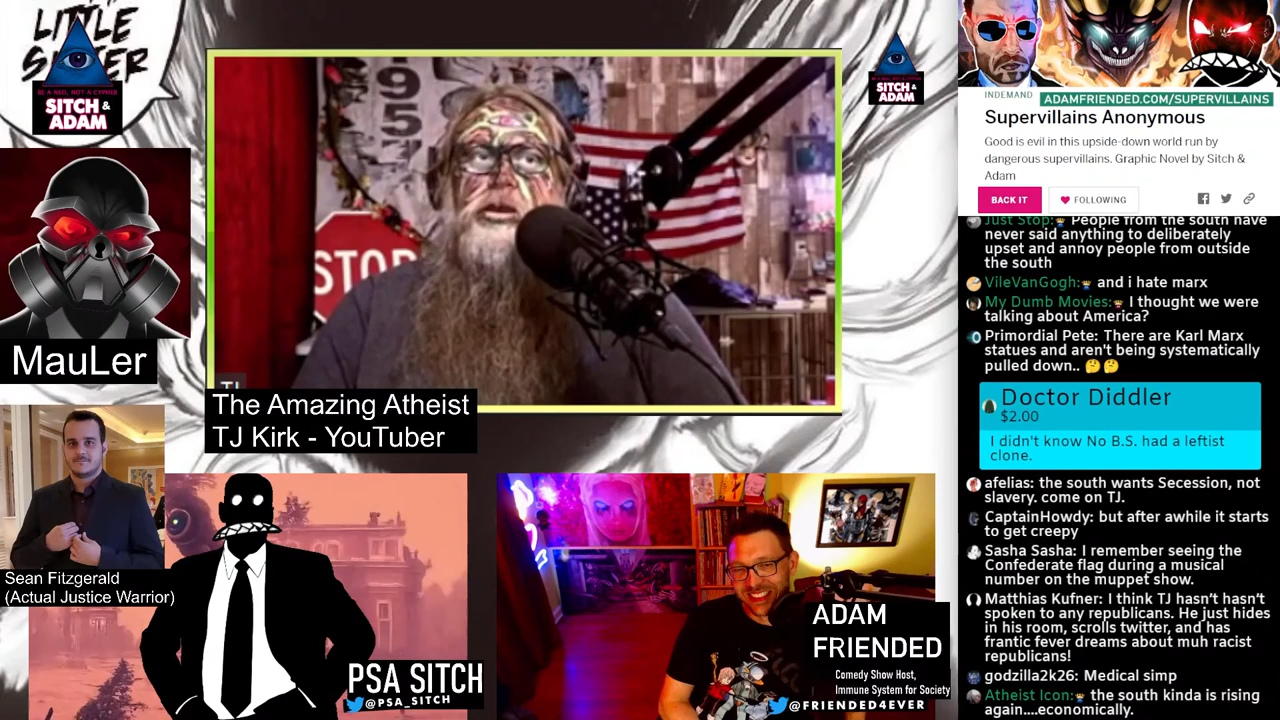 LITTLE
SISTER
BE A NEO, NOT A CYPHER
SITCH &
ADAM
MauLer
Sean Fitzgerald
(Actual Justice Warrior)
1957
STOP
TJ
The Amazing Atheist
TJ Kirk - YouTuber
SITCH &
ADAM
PSA SITCH
@PSA_SITCH
ADAM
FRIENDED
Comedy Show Host,
Immune System for Society
@FRIENDED4EVER
INDEMAND
ADAMFRIENDED.COM/SUPERVILLAINS
Supervillains Anonymous
Good is evil in this upside-down world run by
dangerous supervillains. Graphic Novel by Sitch &
Adam
BACK IT
FOLLOWING
Just Stop: People from the south have
never said anything to deliberately
upset and annoy people from outside
the south
VileVanGogh: and i hate marx
My Dumb Movies: I thought we were
talking about America?
Primordial Pete: There are Karl Marx
statues and aren't being systematically
pulled down.. 🤔🤔
Doctor Diddler
$2.00
I didn't know No B.S. had a leftist
clone.
afelias: the south wants Secession, not
slavery. come on TJ.
CaptainHowdy: but after awhile it starts
to get creepy
Sasha Sasha: I remember seeing the
Confederate flag during a musical
number on the muppet show.
Matthias Kufner: I think TJ hasn't hasn't
spoken to any republicans. He just hides
in his room, scrolls twitter, and has
frantic fever dreams about muh racist
republicans!
godzilla2k26: Medical simp
Atheist Icon: the south kinda is rising
again....economically.